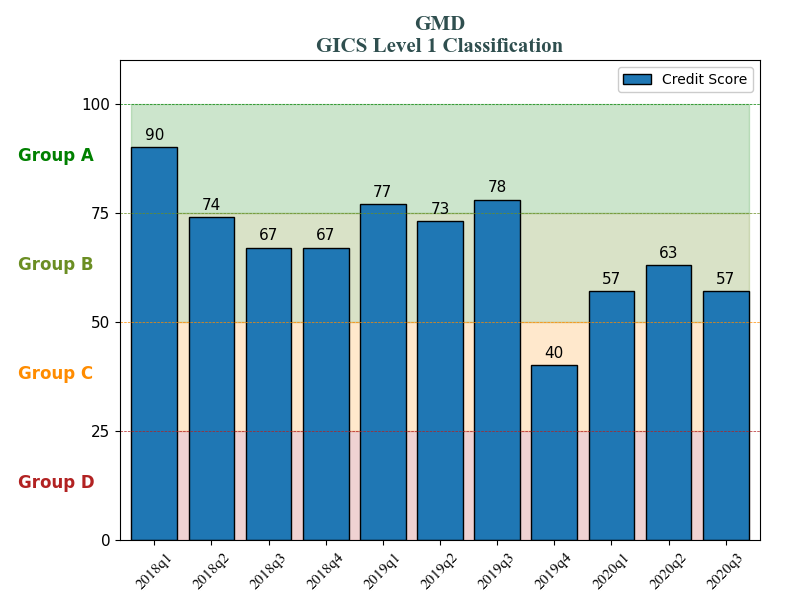 GMD
GICS Level 1 Classification
Credit Score
100
75
50
25
0
Group A
Group B
Group C
Group D
90
74
67
67
77
73
78
40
57
63
57
2018q1
2018q2
2018q3
2018q4
2019q1
2019q2
2019q3
2019q4
2020q1
2020q2
2020q3